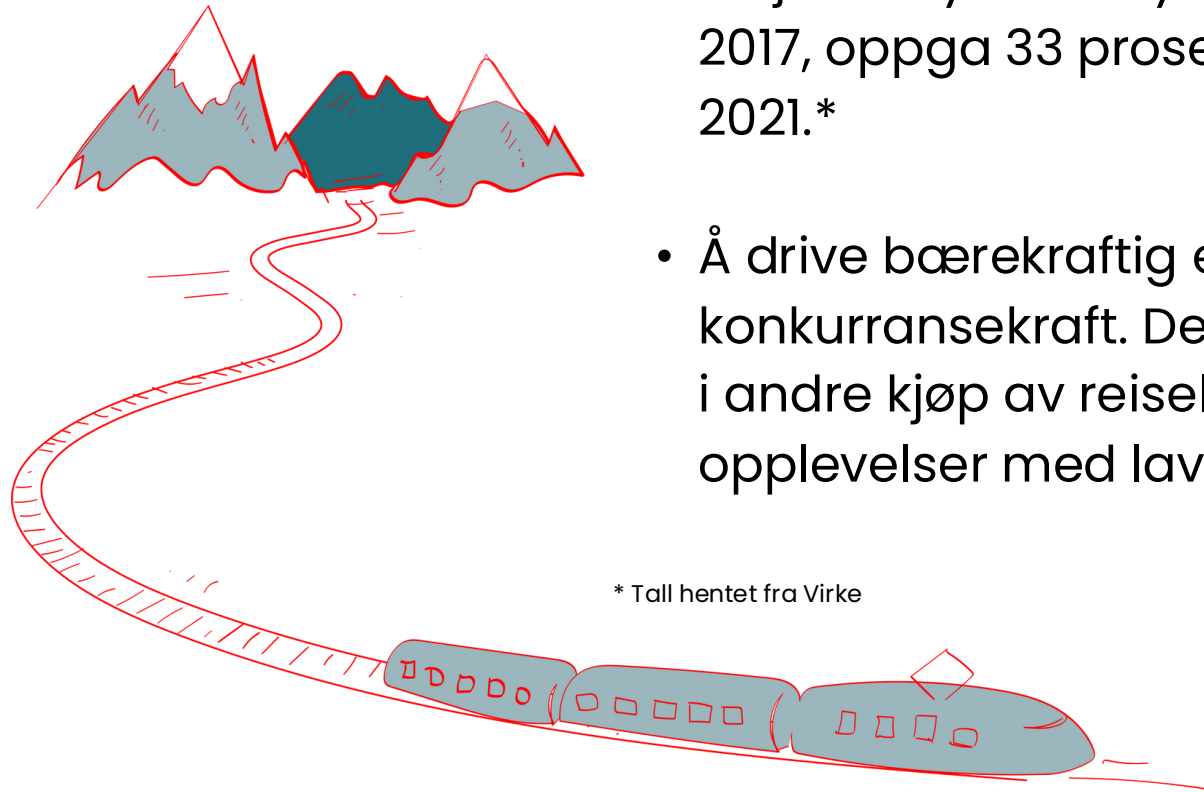 2017, oppga 33 prose
2021.*
• Å drive bærekraftig e
konkurransekraft. De
i andre kjøp av reisel
opplevelser med lav
* Tall hentet fra Virke